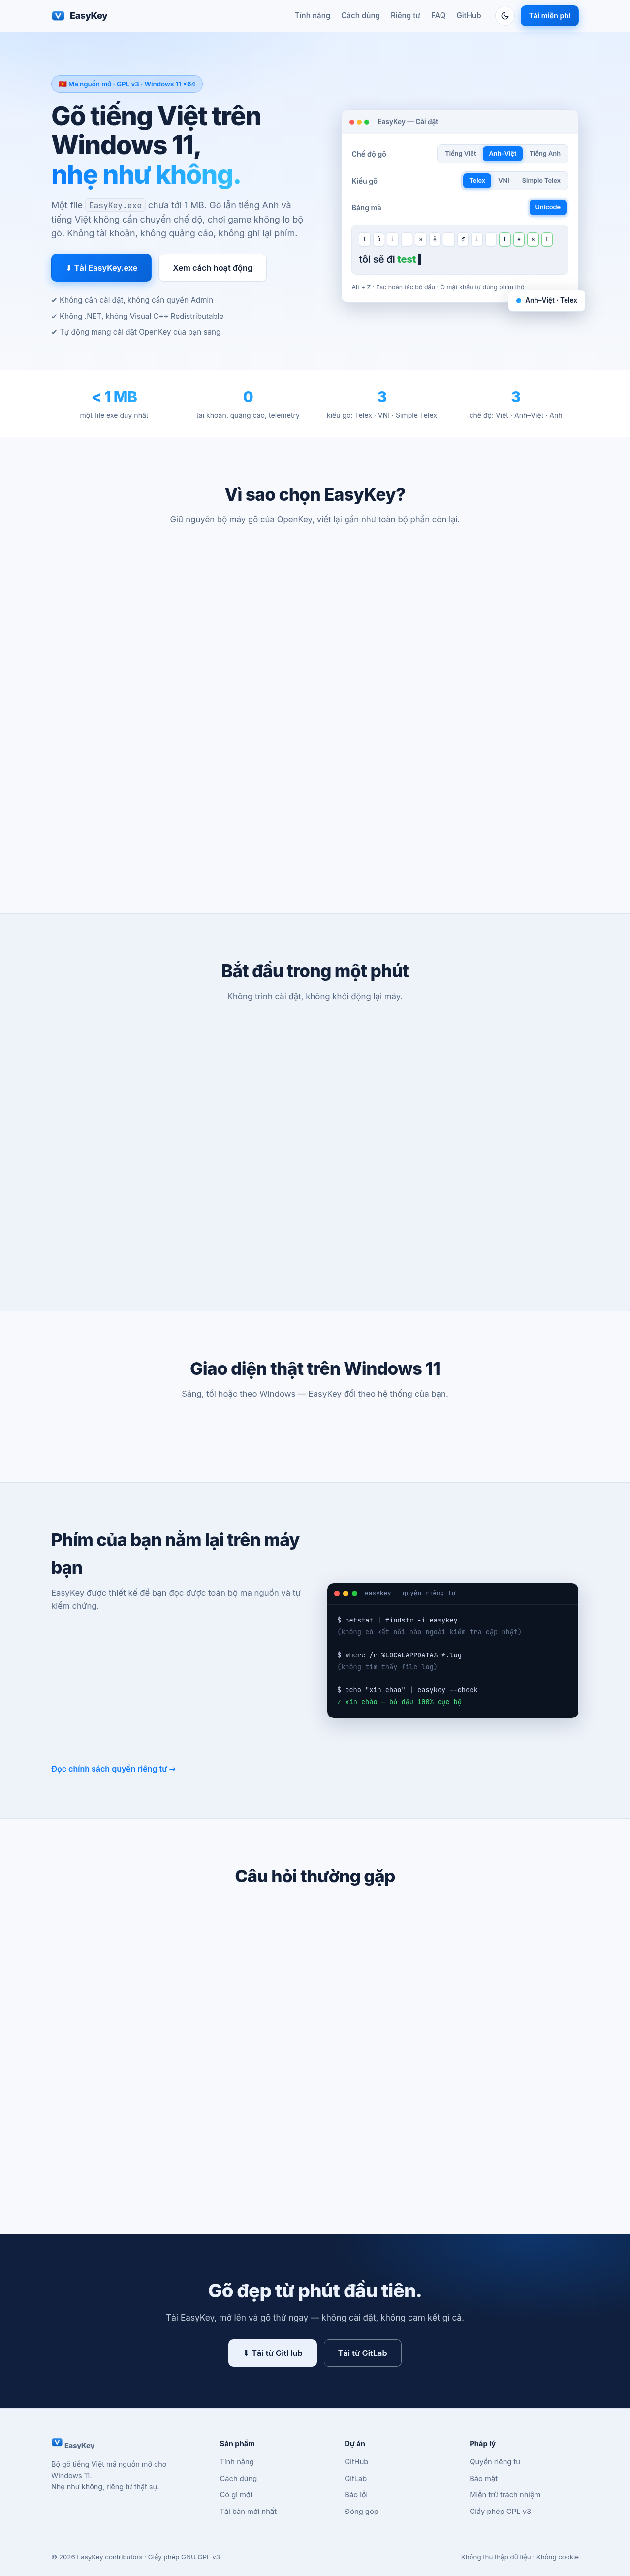 EasyKey
Tính năng Cách dùng Riêng tư FAQ GitHub Tải miễn phí
🇻🇳 Mã nguồn mở · GPL v3 · Windows 11 x64
Gõ tiếng Việt trên
Windows 11,
nhẹ như không.
Một file EasyKey.exe chưa tới 1 MB. Gõ lẫn tiếng Anh và
tiếng Việt không cần chuyển chế độ, chơi game không lo bộ
gõ. Không tài khoản, không quảng cáo, không ghi lại phím.
⬇ Tải EasyKey.exe Xem cách hoạt động
✔ Không cần cài đặt, không cần quyền Admin
✔ Không .NET, không Visual C++ Redistributable
✔ Tự động mang cài đặt OpenKey của bạn sang
EasyKey — Cài đặt
Chế độ gõ Tiếng Việt Anh–Việt Tiếng Anh
Kiểu gõ Telex VNI Simple Telex
Bảng mã Unicode
t ô i s ẽ đ i t e s t
tôi sẽ đi test
Alt + Z · Esc hoàn tác bỏ dấu · Ô mật khẩu tự dừng phím thô
Anh–Việt · Telex
< 1 MB
một file exe duy nhất
0
tài khoản, quảng cáo, telemetry
3
kiểu gõ: Telex · VNI · Simple Telex
3
chế độ: Việt · Anh–Việt · Anh
Vì sao chọn EasyKey?
Giữ nguyên bộ máy gõ của OpenKey, viết lại gần như toàn bộ phần còn lại.
Bắt đầu trong một phút
Không trình cài đặt, không khởi động lại máy.
Giao diện thật trên Windows 11
Sáng, tối hoặc theo Windows — EasyKey đổi theo hệ thống của bạn.
Phím của bạn nằm lại trên máy
bạn
EasyKey được thiết kế để bạn đọc được toàn bộ mã nguồn và tự
kiểm chứng.
Đọc chính sách quyền riêng tư →
easykey — quyền riêng tư
$ netstat | findstr -i easykey
(không có kết nối nào ngoài kiểm tra cập nhật)
$ where /r %LOCALAPPDATA% *.log
(không tìm thấy file log)
$ echo "xin chao" | easykey --check
✓ xin chào — bỏ dấu 100% cục bộ
Câu hỏi thường gặp
Gõ đẹp từ phút đầu tiên.
Tải EasyKey, mở lên và gõ thử ngay — không cài đặt, không cam kết gì cả.
⬇ Tải từ GitHub Tải từ GitLab
EasyKey
Bộ gõ tiếng Việt mã nguồn mở cho
Windows 11.
Nhẹ như không, riêng tư thật sự.
Sản phẩm
Tính năng
Cách dùng
Có gì mới
Tải bản mới nhất
Dự án
GitHub
GitLab
Báo lỗi
Đóng góp
Pháp lý
Quyền riêng tư
Bảo mật
Miễn trừ trách nhiệm
Giấy phép GPL v3
© 2026 EasyKey contributors · Giấy phép GNU GPL v3
Không thu thập dữ liệu · Không cookie